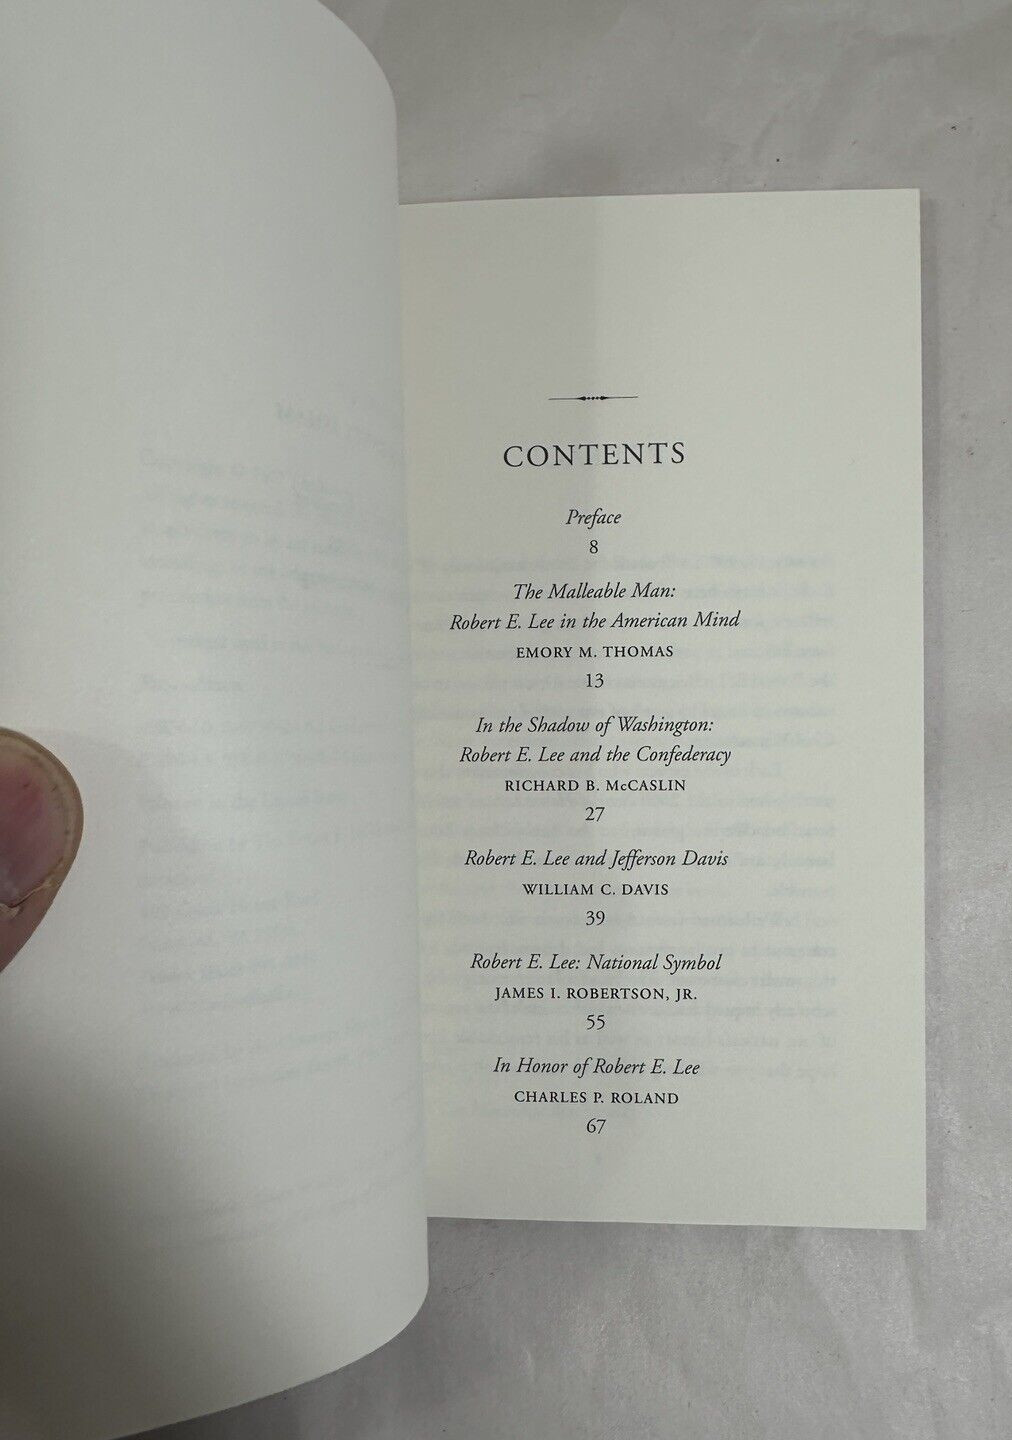 CONTENTS
Preface
8
The Malleable Man:
Robert E. Lee in the American Mind
EMORY M. THOMAS
13
In the Shadow of Washington:
Robert E. Lee and the Confederacy
RICHARD B. McCASLIN
27
Robert E. Lee and Jefferson Davis
WILLIAM C. DAVIS
39
Robert E. Lee: National Symbol
JAMES I. ROBERTSON, JR.
55
In Honor of Robert E. Lee
CHARLES P. ROLAND
67